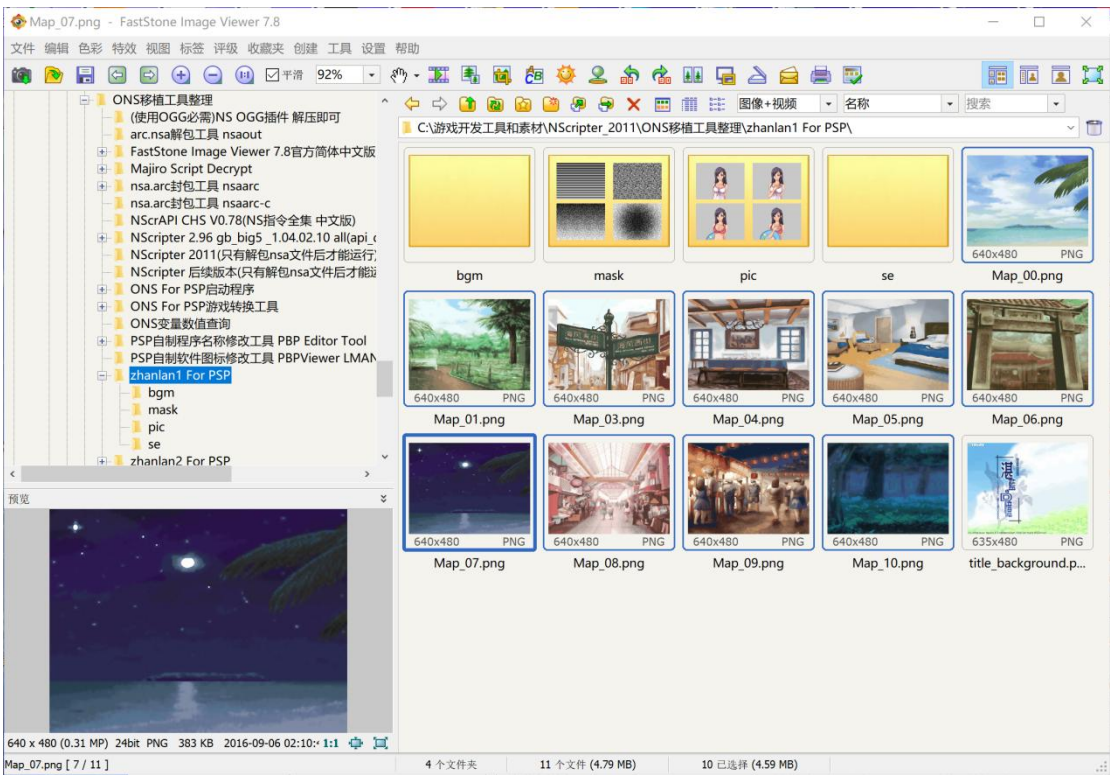 Map_07.png - FastStone Image Viewer 7.8
文件 编辑 色彩 特效 视图 标签 评级 收藏夹 创建 工具 设置 帮助
平滑 92%
ONS移植工具整理
(使用OGG必需)NS OGG插件 解压即可
arc.nsa解包工具 nsaout
FastStone Image Viewer 7.8官方简体中文版
Majiro Script Decrypt
nsa.arc封包工具 nsaarc
nsa.arc封包工具 nsaarc-c
NScrAPI CHS V0.78(NS指令全集 中文版)
NScripter 2.96 gb_big5 _1.04.02.10 all(api_c
NScripter 2011(只有解包nsa文件后才能运行)
NScripter 后续版本(只有解包nsa文件后才能运
ONS For PSP启动程序
ONS For PSP游戏转换工具
ONS变量数值查询
PSP自制程序名称修改工具 PBP Editor Tool
PSP自制软件图标修改工具 PBPViewer LMAN
zhanlan1 For PSP
bgm
mask
pic
se
zhanlan2 For PSP
预览
640 x 480 (0.31 MP) 24bit PNG 383 KB 2016-09-06 02:10: 1:1
Map_07.png [ 7 / 11 ]
图像+视频 名称 搜索
C:\游戏开发工具和素材\NScripter_2011\ONS移植工具整理\zhanlan1 For PSP\
640x480 PNG
bgm mask pic se Map_00.png
640x480 PNG 640x480 PNG 640x480 PNG 640x480 PNG 640x480 PNG
Map_01.png Map_03.png Map_04.png Map_05.png Map_06.png
640x480 PNG 640x480 PNG 640x480 PNG 640x480 PNG 635x480 PNG
Map_07.png Map_08.png Map_09.png Map_10.png title_background.p...
4 个文件夹 11 个文件 (4.79 MB) 10 已选择 (4.59 MB)